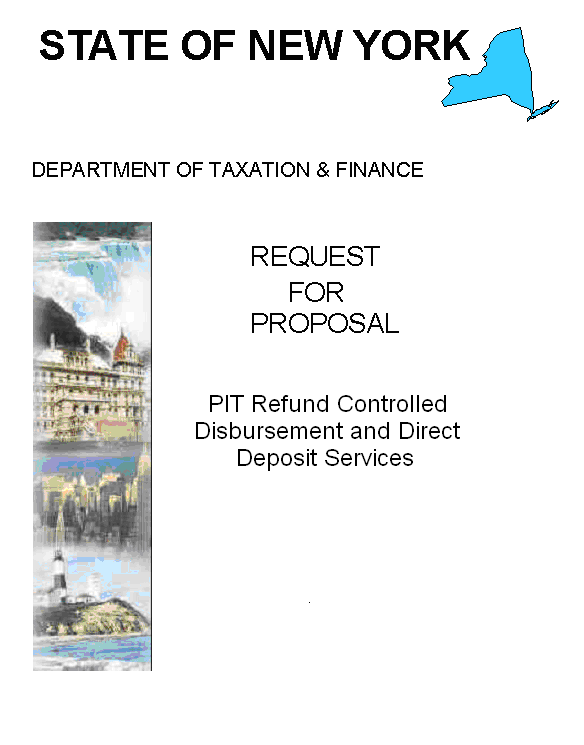 STATE OF NEW YORK
DEPARTMENT OF TAXATION & FINANCE
REQUEST
FOR
PROPOSAL
PIT Refund Controlled
Disbursement and Direct
Deposit Services
.